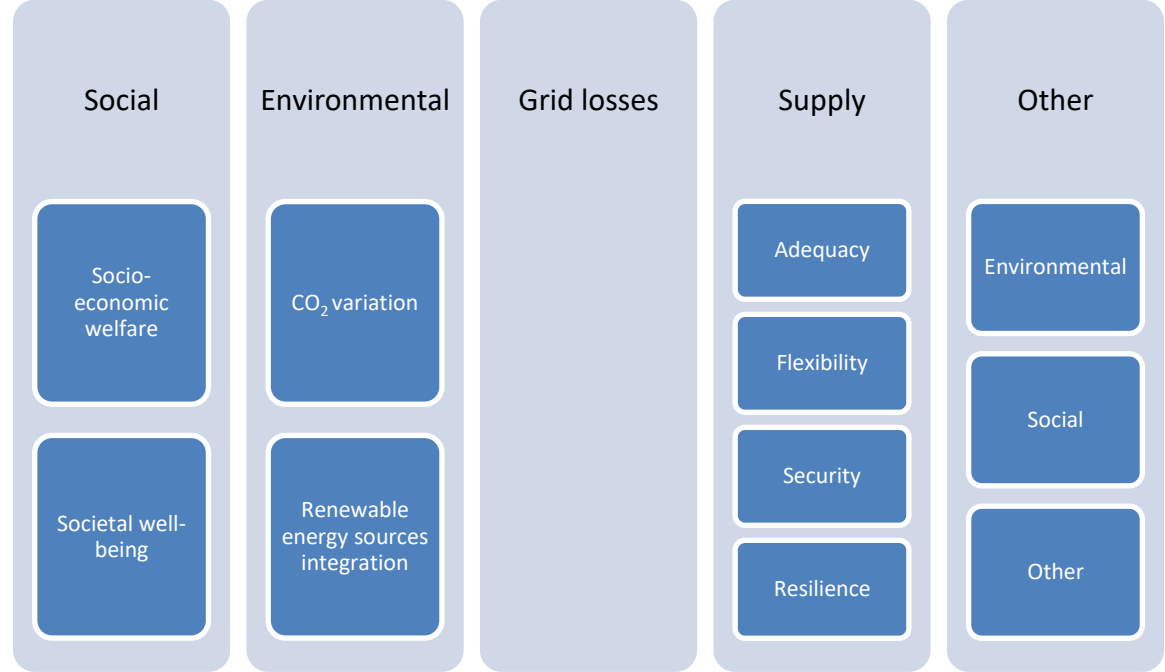 Social
Socio-
economic
welfare
Societal well-
being
Environmental
CO₂ variation
Renewable
energy sources
integration
Grid losses
Supply
Adequacy
Flexibility
Security
Resilience
Other
Environmental
Social
Other